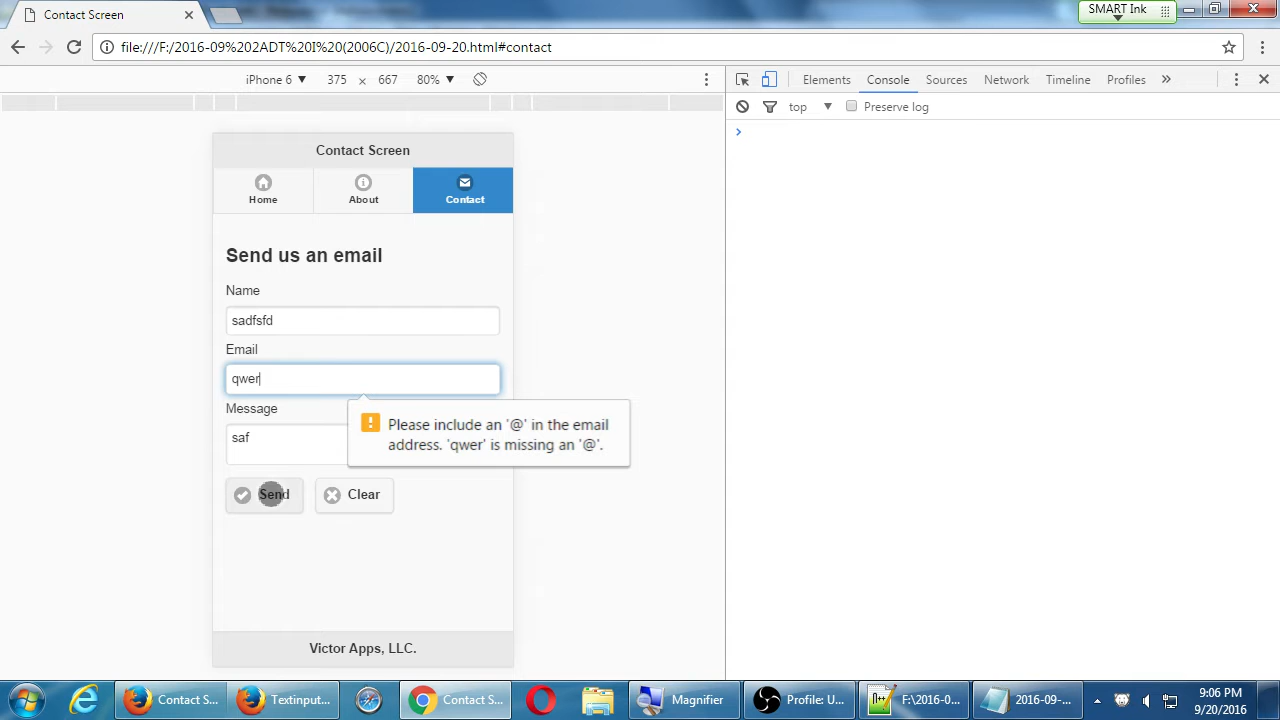 Contact Screen
SMART Ink
file:///F:/2016-09%202ADT%20I%20(2006C)/2016-09-20.html#contact
iPhone 6 ▼ 375 × 667 80% ▼
Elements Console Sources Network Timeline Profiles »
top ▼ Preserve log
>
Contact Screen
Home About Contact
Send us an email
Name
sadfsfd
Email
qwer
Please include an '@' in the email
address. 'qwer' is missing an '@'.
Message
saf
Send Clear
Victor Apps, LLC.
Contact S...
Textinput...
Contact S...
Magnifier
Profile: U...
F:\2016-0...
2016-09-...
9:06 PM
9/20/2016